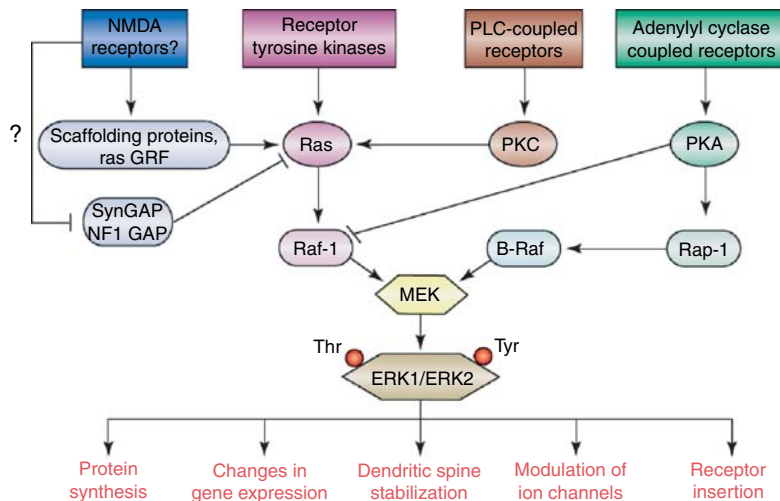 NMDA
receptors?
Receptor
tyrosine kinases
PLC-coupled
receptors
Adenylyl cyclase
coupled receptors
?
Scaffolding proteins,
ras GRF
Ras
PKC
PKA
SynGAP
NF1 GAP
Raf-1
B-Raf
Rap-1
MEK
Thr
Tyr
ERK1/ERK2
Protein
synthesis
Changes in
gene expression
Dendritic spine
stabilization
Modulation of
ion channels
Receptor
insertion